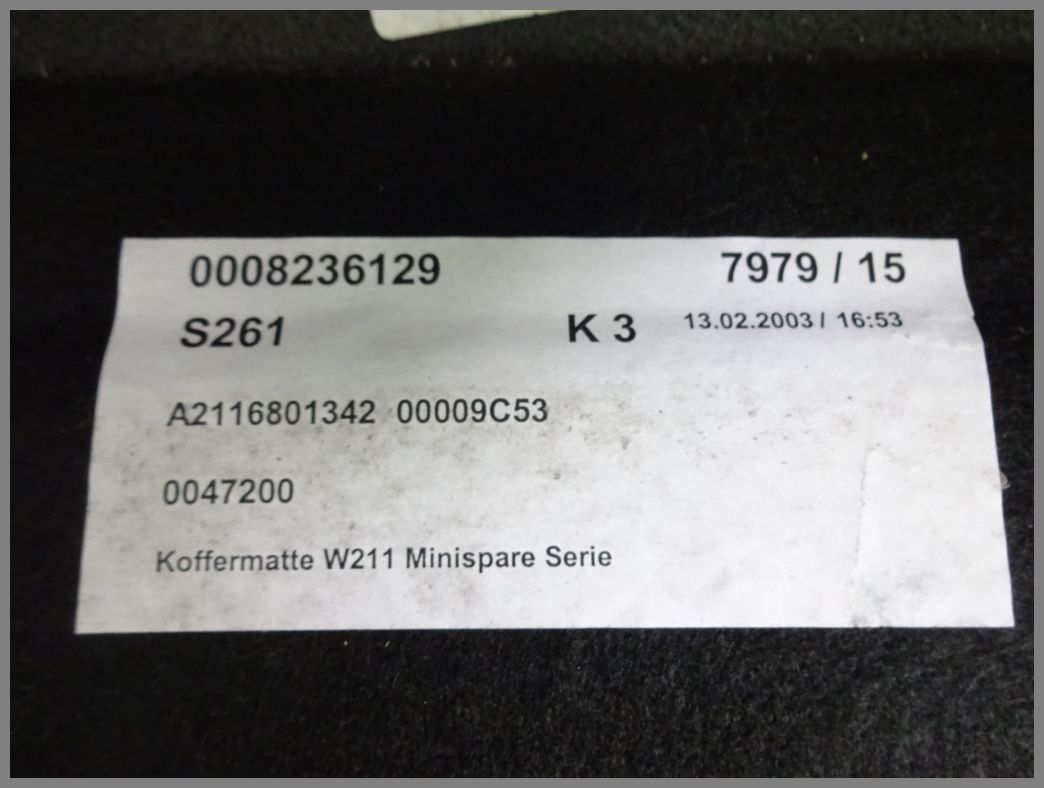 0008236129 7979 / 15
S261 K 3 13.02.2003 / 16:53
A2116801342 00009C53
0047200
Koffermatte W211 Minispare Serie